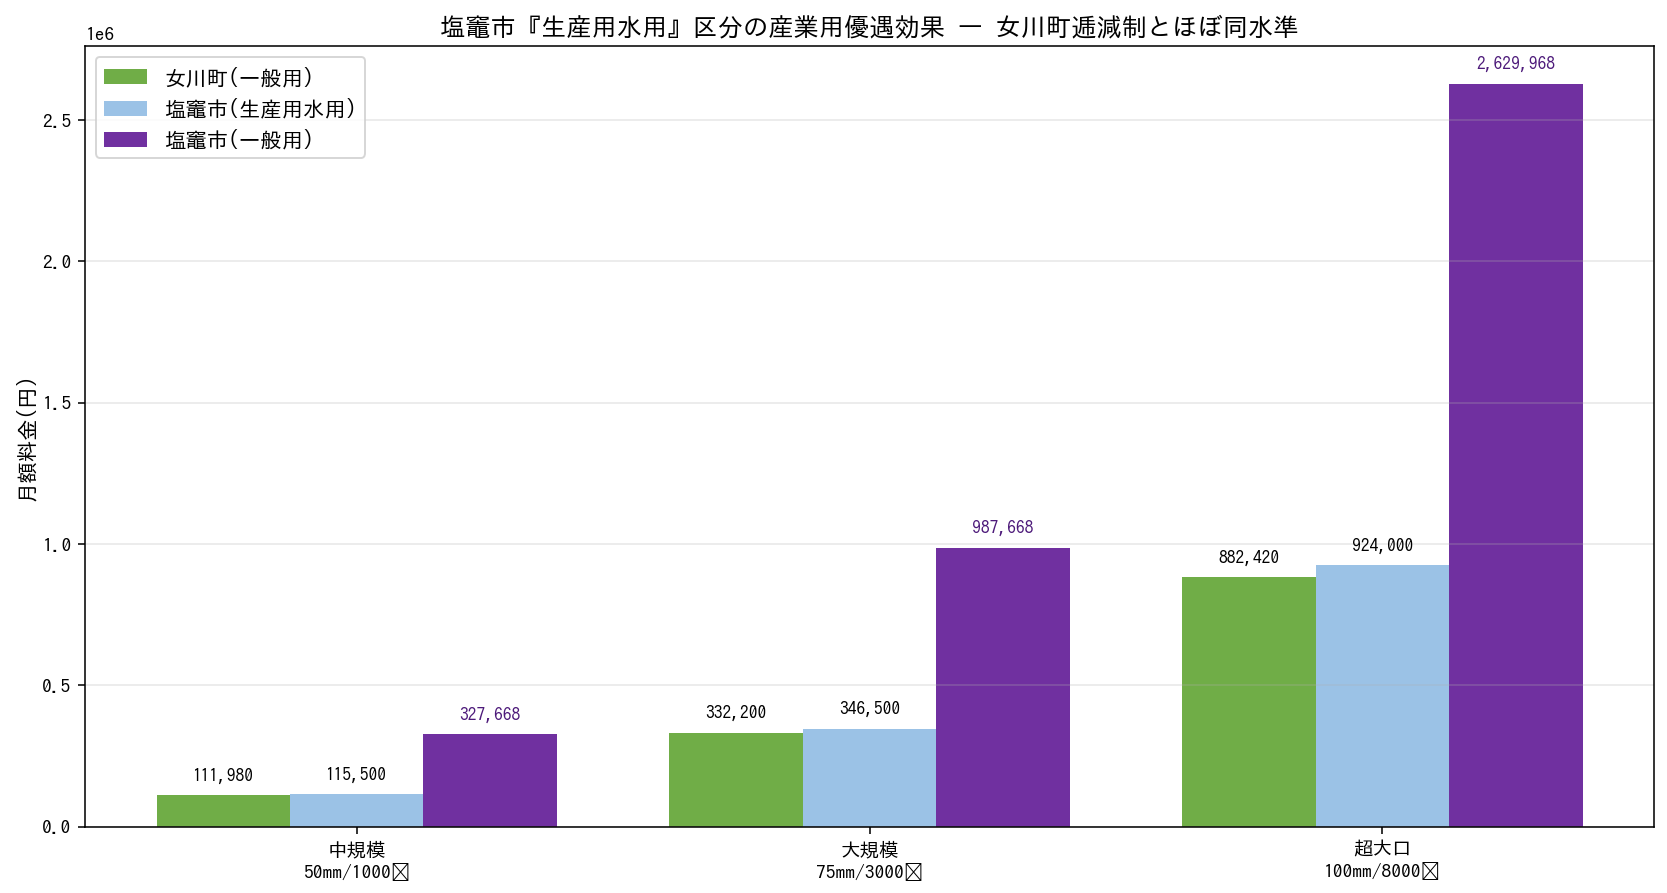 塩竈市『生産用水用』区分の産業用優遇効果 ― 女川町逓減制とほぼ同水準
1e6
女川町(一般用)
塩竈市(生産用水用)
塩竈市(一般用)
月額料金(円)
2.5
2.0
1.5
1.0
0.5
0.0
111,980
115,500
327,668
332,200
346,500
987,668
882,420
924,000
2,629,968
中規模
50mm/1000
大規模
75mm/3000
超大口
100mm/8000